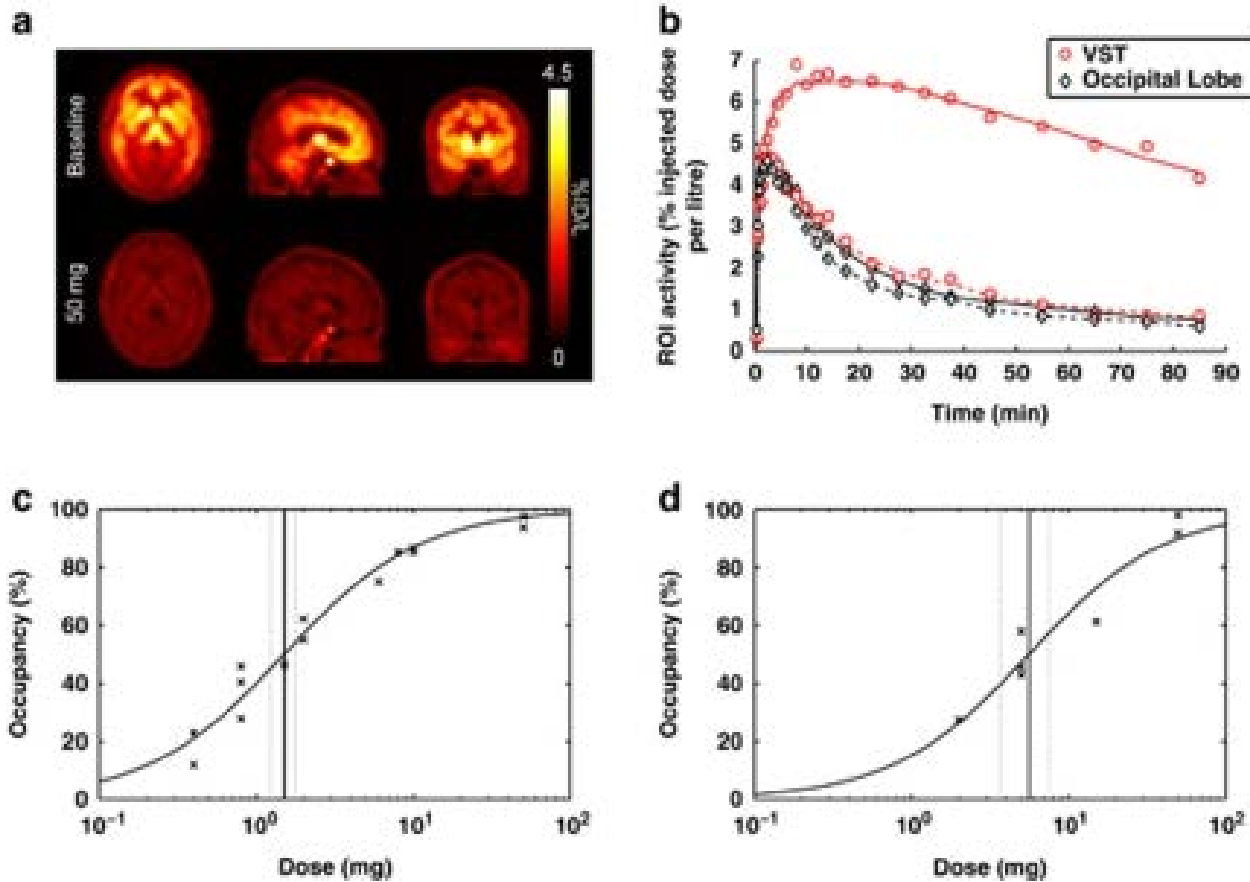 a
Baseline
50 mg
4.5
%ID/L
0
b
ROI activity (% injected dose
per litre)
7
6
5
4
3
2
1
0
0 10 20 30 40 50 60 70 80 90
Time (min)
VST
Occipital Lobe
c
Occupancy (%)
100
80
60
40
20
0
10⁻¹ 10⁰ 10¹ 10²
Dose (mg)
d
Occupancy (%)
100
80
60
40
20
0
10⁻¹ 10⁰ 10¹ 10²
Dose (mg)